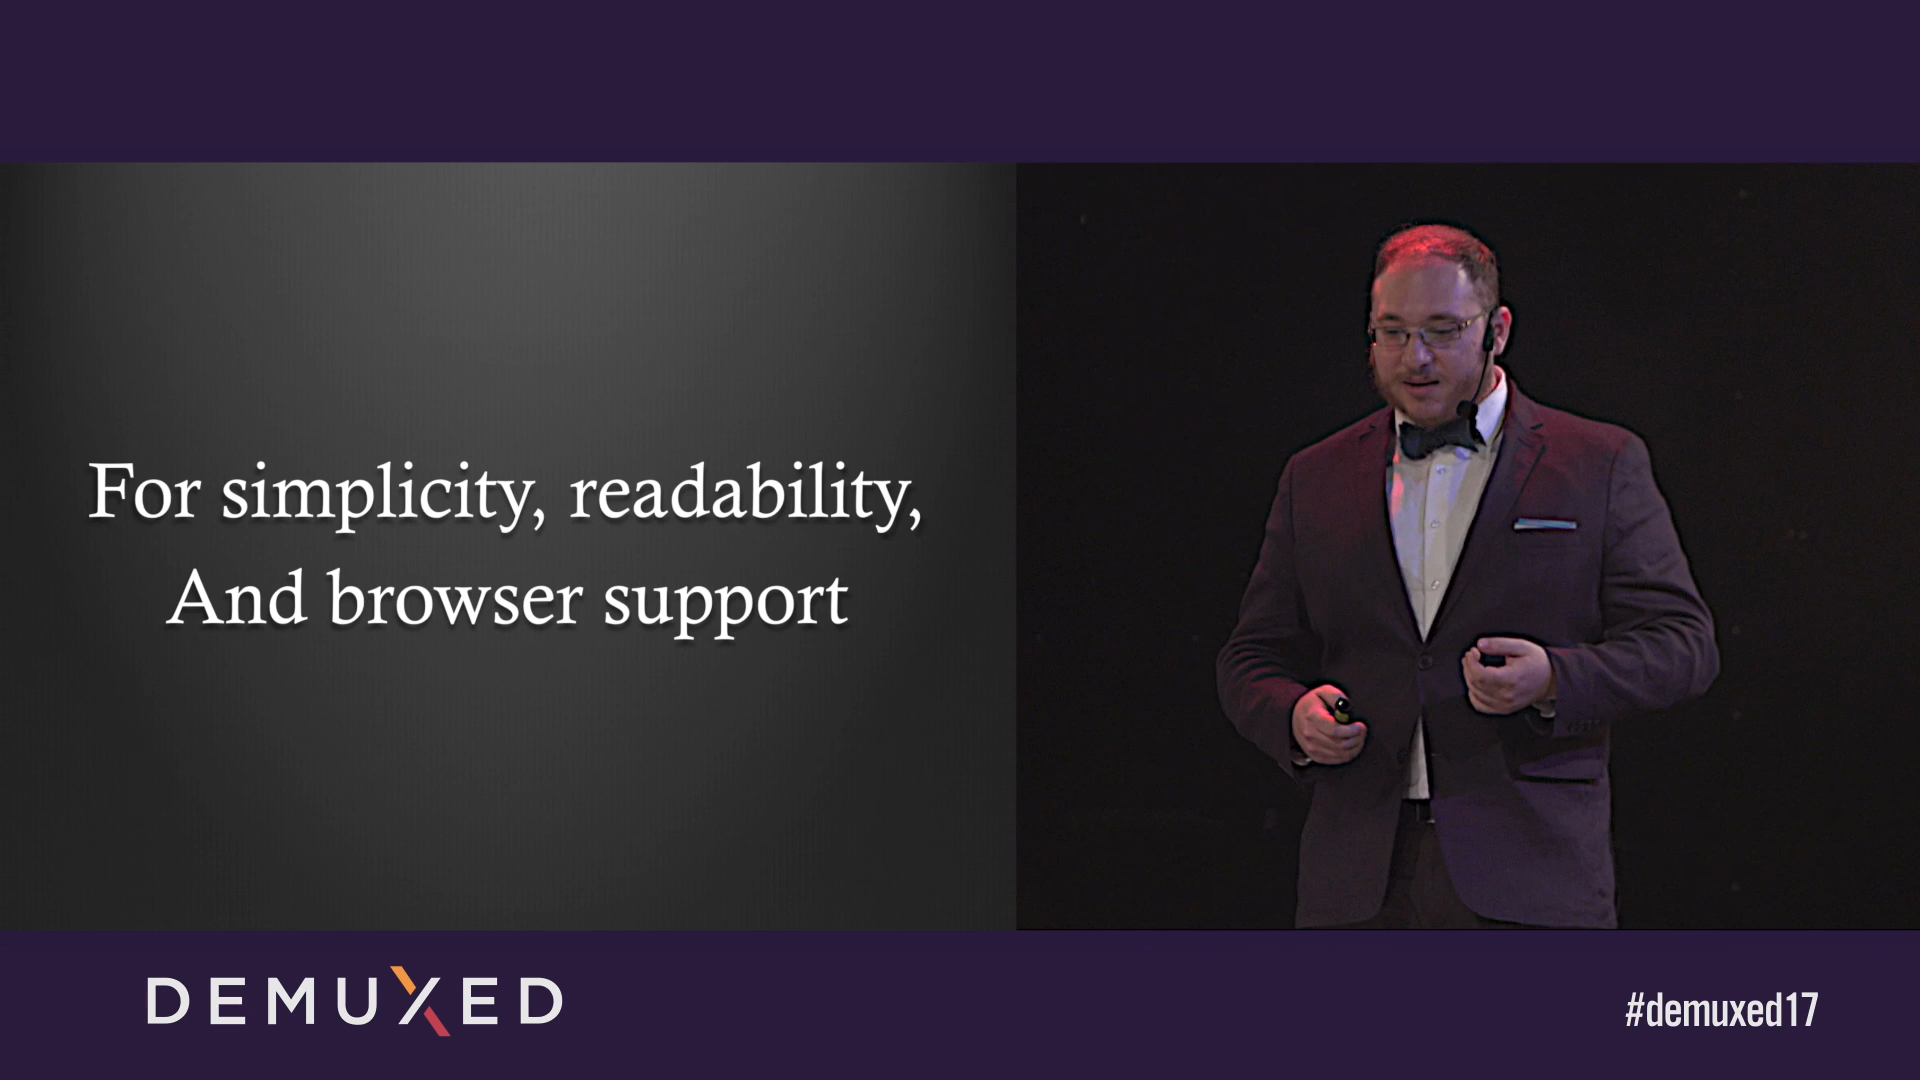 For simplicity, readability,
And browser support
DEMUXED
#demuxed17